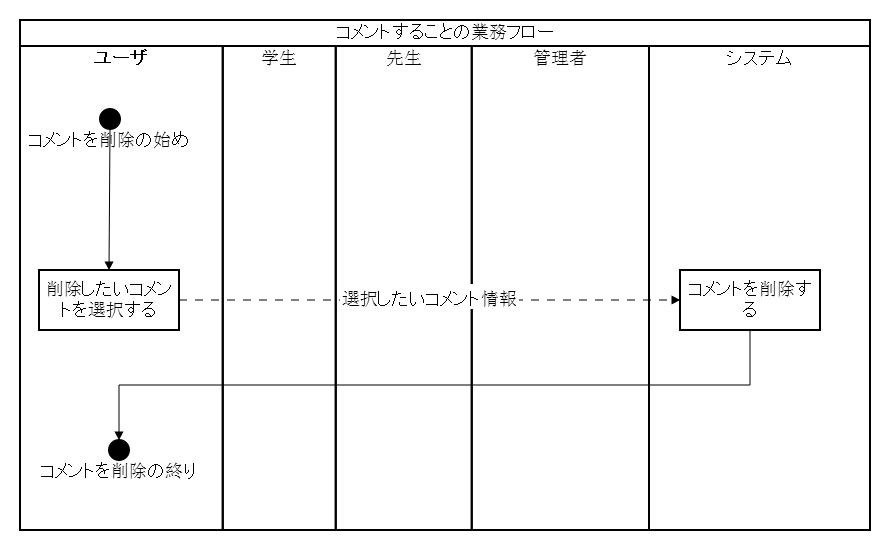 コメントすることの業務フロー
ユーザ
学生
先生
管理者
システム
コメントを削除の始め
削除したいコメン
トを選択する
選択したいコメント情報
コメントを削除す
る
コメントを削除の終り